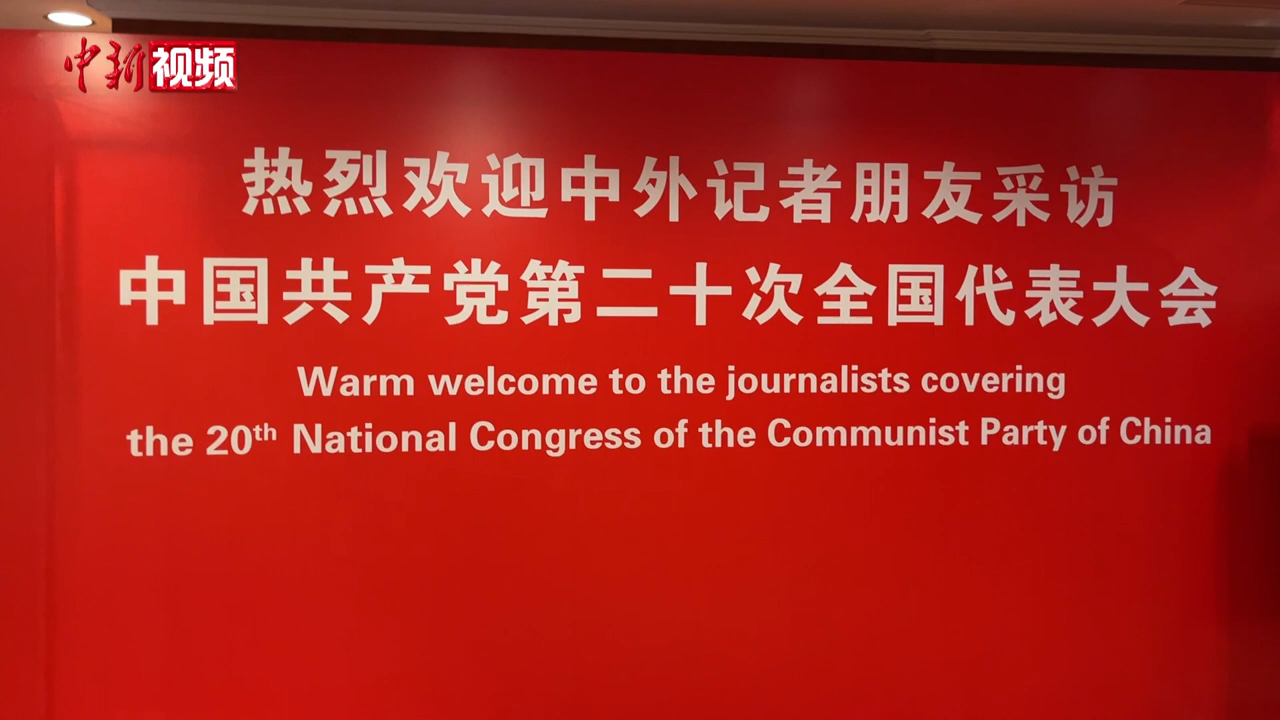 中新视频
热烈欢迎中外记者朋友采访
中国共产党第二十次全国代表大会
Warm welcome to the journalists covering
the 20th National Congress of the Communist Party of China